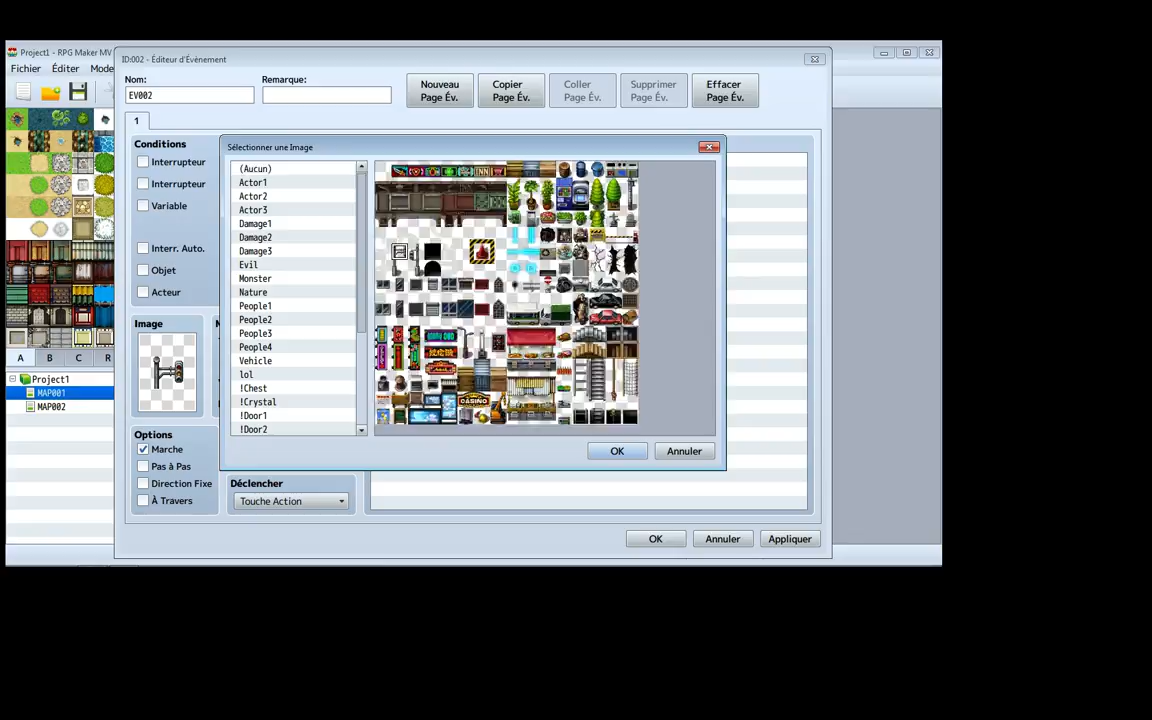 Project1 - RPG Maker MV
Fichier Éditer Mode
ID:002 - Éditeur d'Évènement
Nom:
EV002
Remarque:
Nouveau
Page Év.
Copier
Page Év.
Coller
Page Év.
Supprimer
Page Év.
Effacer
Page Év.
1
Conditions
Interrupteur
Interrupteur
Variable
Interr. Auto.
Objet
Acteur
Image
Options
Marche
Pas à Pas
Direction Fixe
À Travers
Déclencher
Touche Action
Sélectionner une Image
(Aucun)
Actor1
Actor2
Actor3
Damage1
Damage2
Damage3
Evil
Monster
Nature
People1
People2
People3
People4
Vehicle
lol
!Chest
!Crystal
!Door1
!Door2
INN
CASINO
OK
Annuler
A B C R
Project1
MAP001
MAP002
OK
Annuler
Appliquer